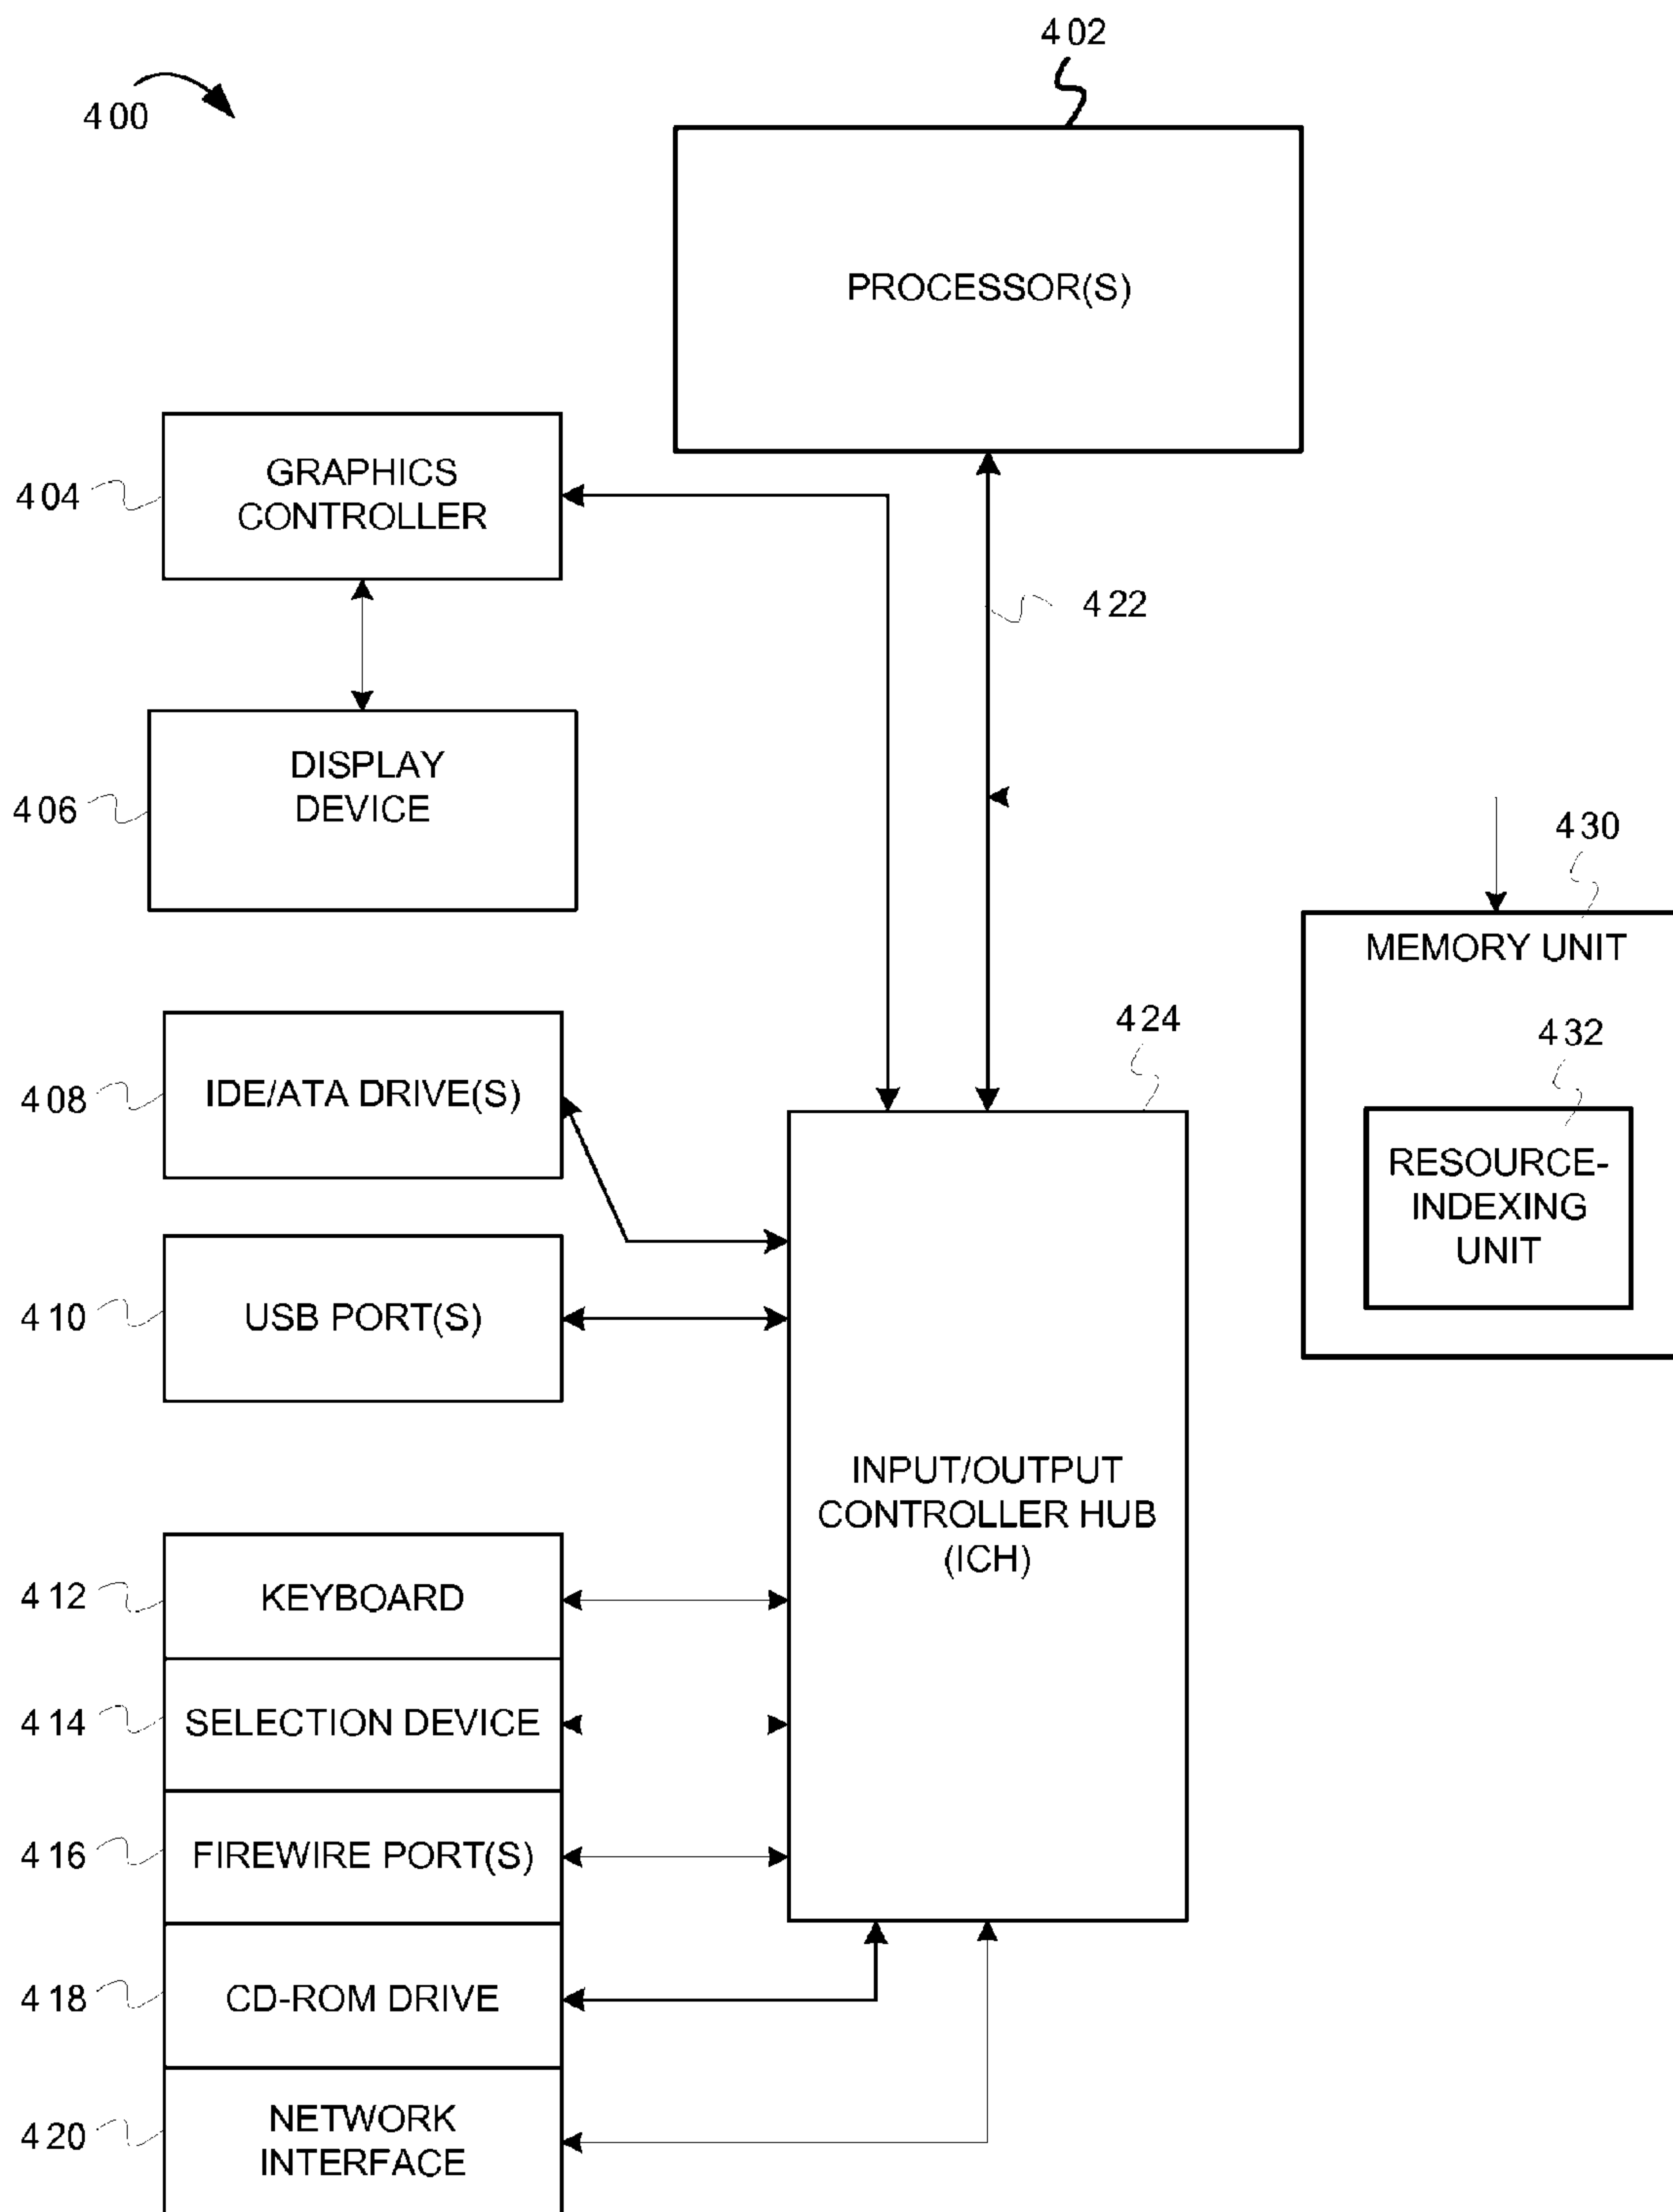 402
400
PROCESSOR(S)
404
GRAPHICS
CONTROLLER
422
406
DISPLAY
DEVICE
430
MEMORY UNIT
424
432
408
IDE/ATA DRIVE(S)
RESOURCE-
INDEXING
UNIT
410
USB PORT(S)
INPUT/OUTPUT
CONTROLLER HUB
(ICH)
412
KEYBOARD
414
SELECTION DEVICE
416
FIREWIRE PORT(S)
418
CD-ROM DRIVE
420
NETWORK
INTERFACE